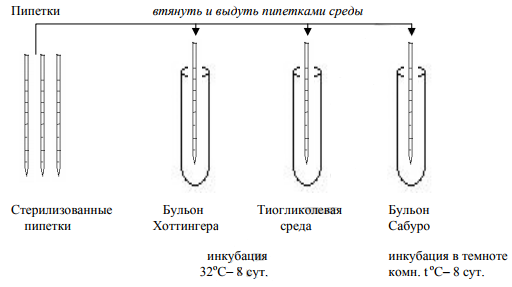 Пипетки втянуть и выдуть пипетками среды
Стерилизованные Бульон Тиогликолевая Бульон
пипетки Хоттингера среда Сабуро
инкубация инкубация в темноте
32°С– 8 сут. комн. t°С– 8 сут.